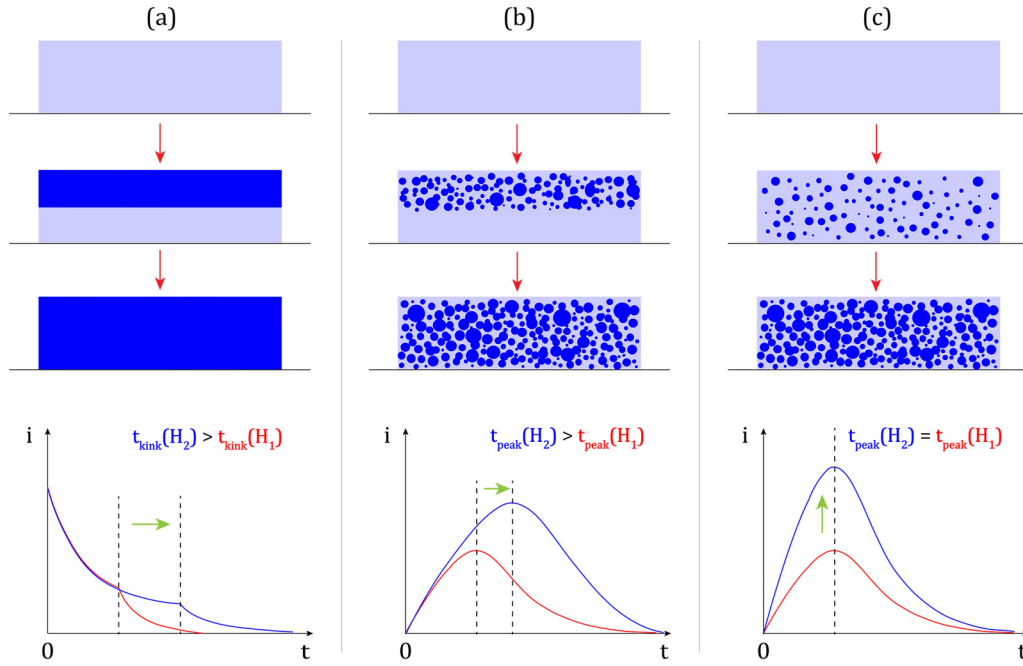 (a)
(b)
(c)
i
t_kink(H_2) > t_kink(H_1)
0
t
i
t_peak(H_2) > t_peak(H_1)
0
t
i
t_peak(H_2) = t_peak(H_1)
0
t